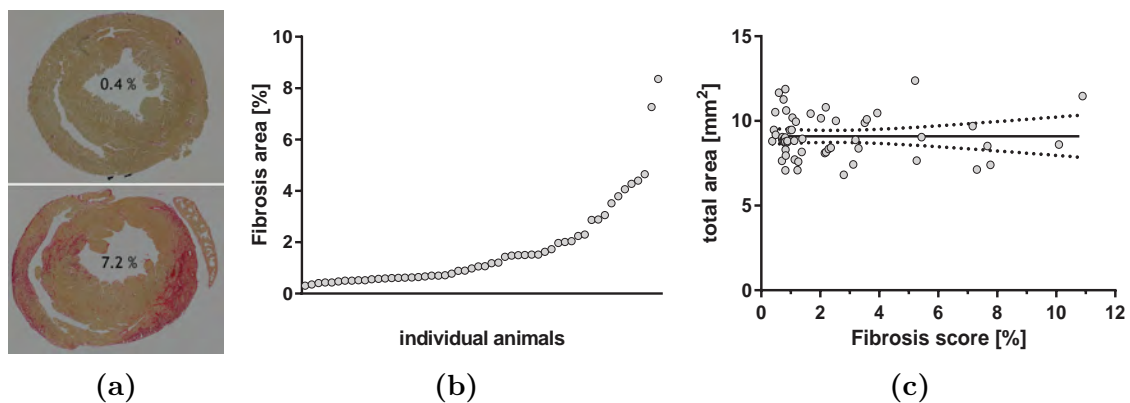 0.4 %
7.2 %
(a)
Fibrosis area [%]
10
8
6
4
2
0
individual animals
(b)
total area [mm²]
15
10
5
0
0 2 4 6 8 10 12
Fibrosis score [%]
(c)